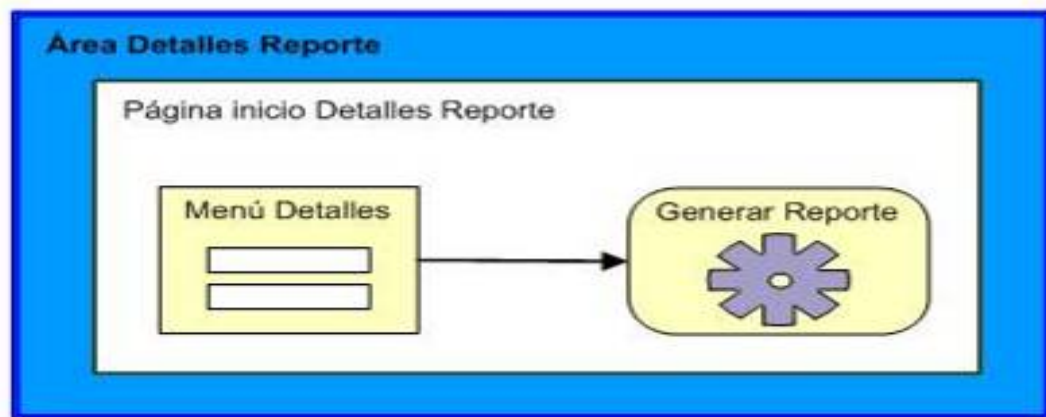 Área Detalles Reporte
Página inicio Detalles Reporte
Menú Detalles
Generar Reporte